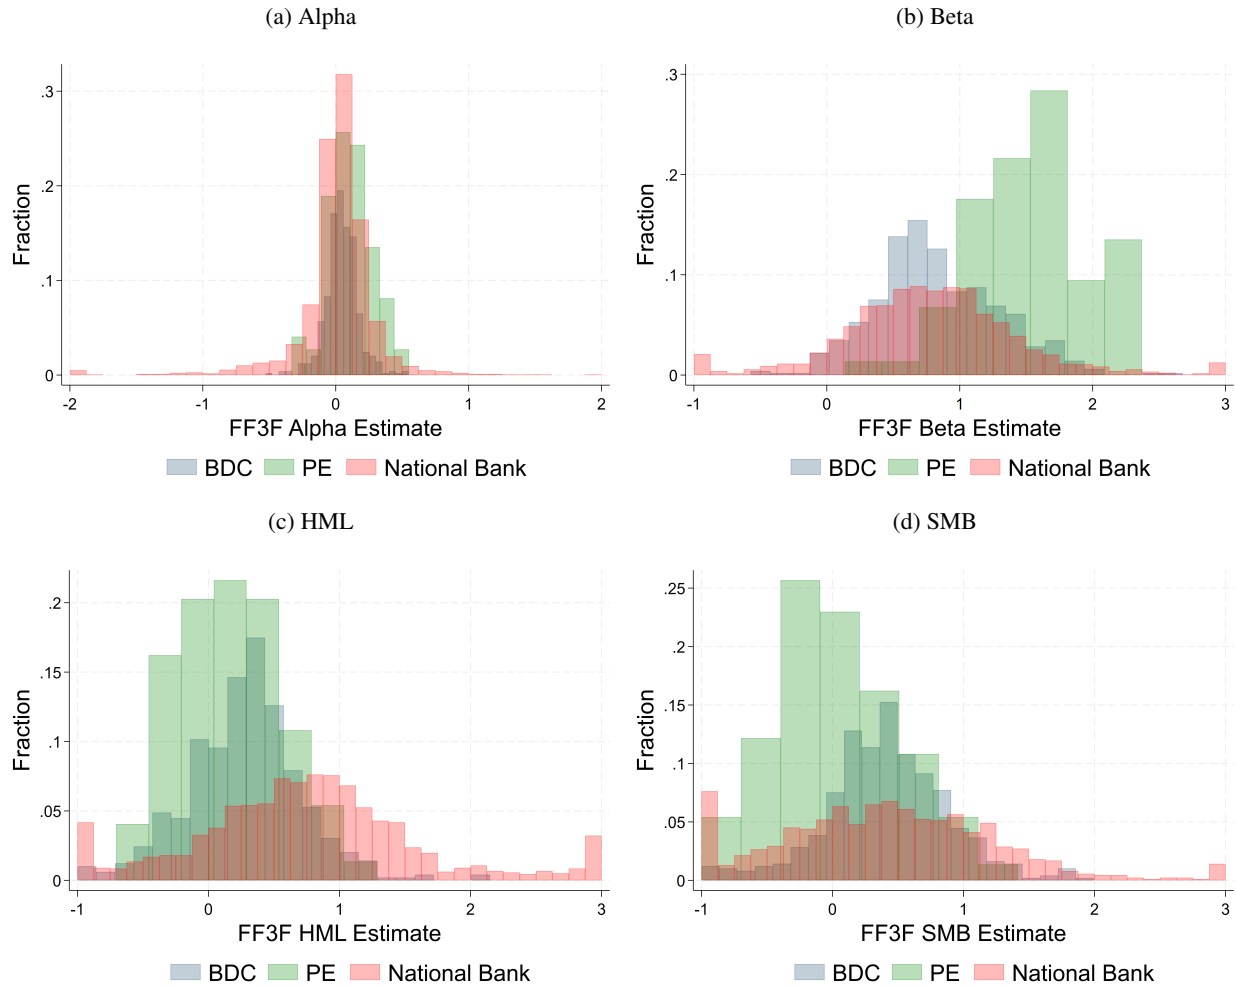 (a) Alpha
Fraction
.3
.2
.1
0
-2 -1 0 1 2
FF3F Alpha Estimate
BDC PE National Bank
(b) Beta
Fraction
.3
.2
.1
0
-1 0 1 2 3
FF3F Beta Estimate
BDC PE National Bank
(c) HML
Fraction
.2
.15
.1
.05
0
-1 0 1 2 3
FF3F HML Estimate
BDC PE National Bank
(d) SMB
Fraction
.25
.2
.15
.1
.05
0
-1 0 1 2 3
FF3F SMB Estimate
BDC PE National Bank